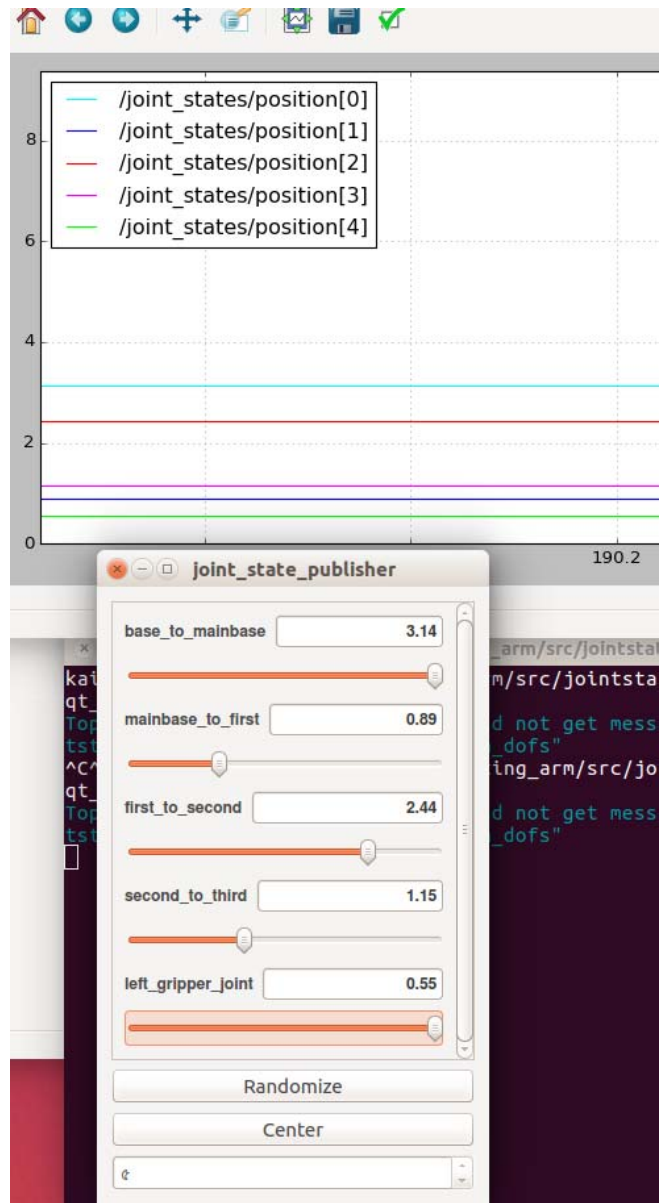 /joint_states/position[0]
/joint_states/position[1]
/joint_states/position[2]
/joint_states/position[3]
/joint_states/position[4]
8
6
4
2
0
190.2
joint_state_publisher
_arm/src/jointstat
base_to_mainbase 3.14
kai m/src/jointsta
qt_
mainbase_to_first 0.89
Top d not get mess
tst _dofs"
^C^ ing_arm/src/jo
qt_
first_to_second 2.44
Top d not get mess
tst _dofs"
second_to_third 1.15
left_gripper_joint 0.55
Randomize
Center